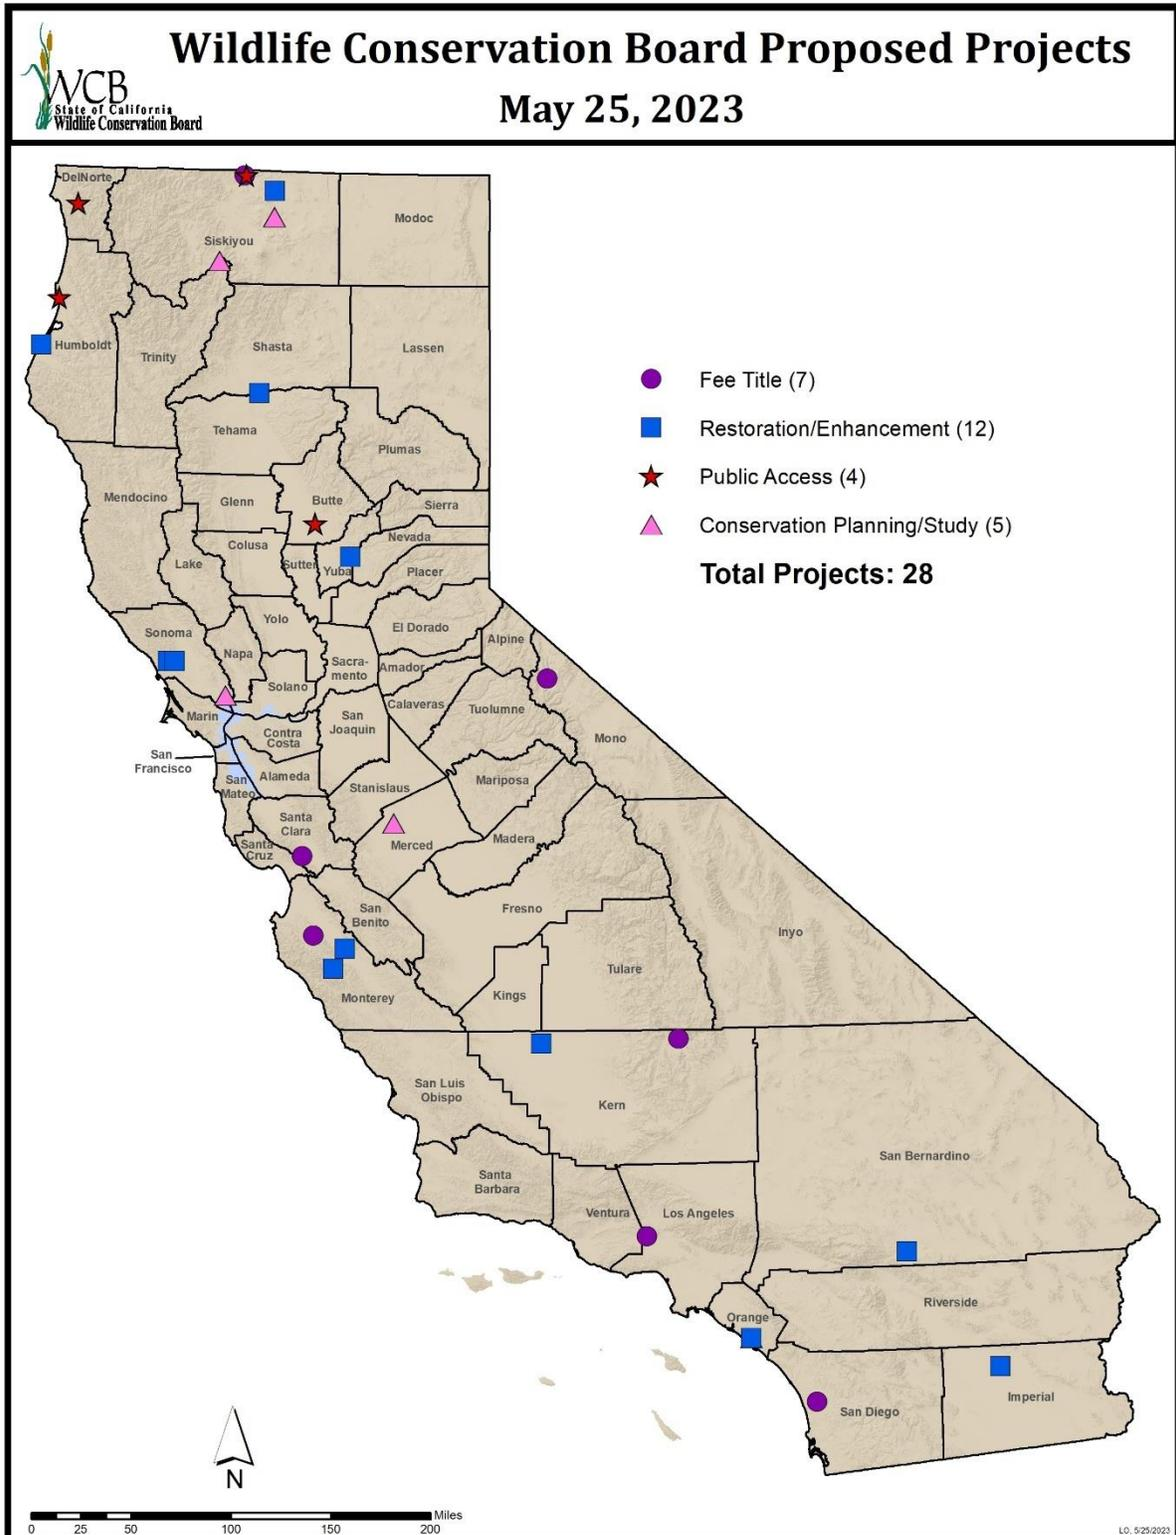 Wildlife Conservation Board Proposed Projects
May 25, 2023
WCB
State of California
Wildlife Conservation Board
DelNorte
Modoc
Siskiyou
Humboldt
Trinity
Shasta
Lassen
Tehama
Plumas
Mendocino
Glenn
Butte
Sierra
Nevada
Colusa
Lake
Sutter
Yuba
Placer
Yolo
El Dorado
Sonoma
Napa
Alpine
Sacra-
mento
Amador
Solano
Calaveras
Tuolumne
Marin
San
Joaquin
Contra
Costa
Mono
San
Francisco
Alameda
San
Mateo
Stanislaus
Mariposa
Santa
Clara
Santa
Cruz
Merced
Madera
San
Benito
Fresno
Inyo
Tulare
Kings
Monterey
San Luis
Obispo
Kern
San Bernardino
Santa
Barbara
Ventura
Los Angeles
Riverside
Orange
San Diego
Imperial
Fee Title (7)
Restoration/Enhancement (12)
Public Access (4)
Conservation Planning/Study (5)
Total Projects: 28
N
Miles
0 25 50 100 150 200
LO, 5/25/2023